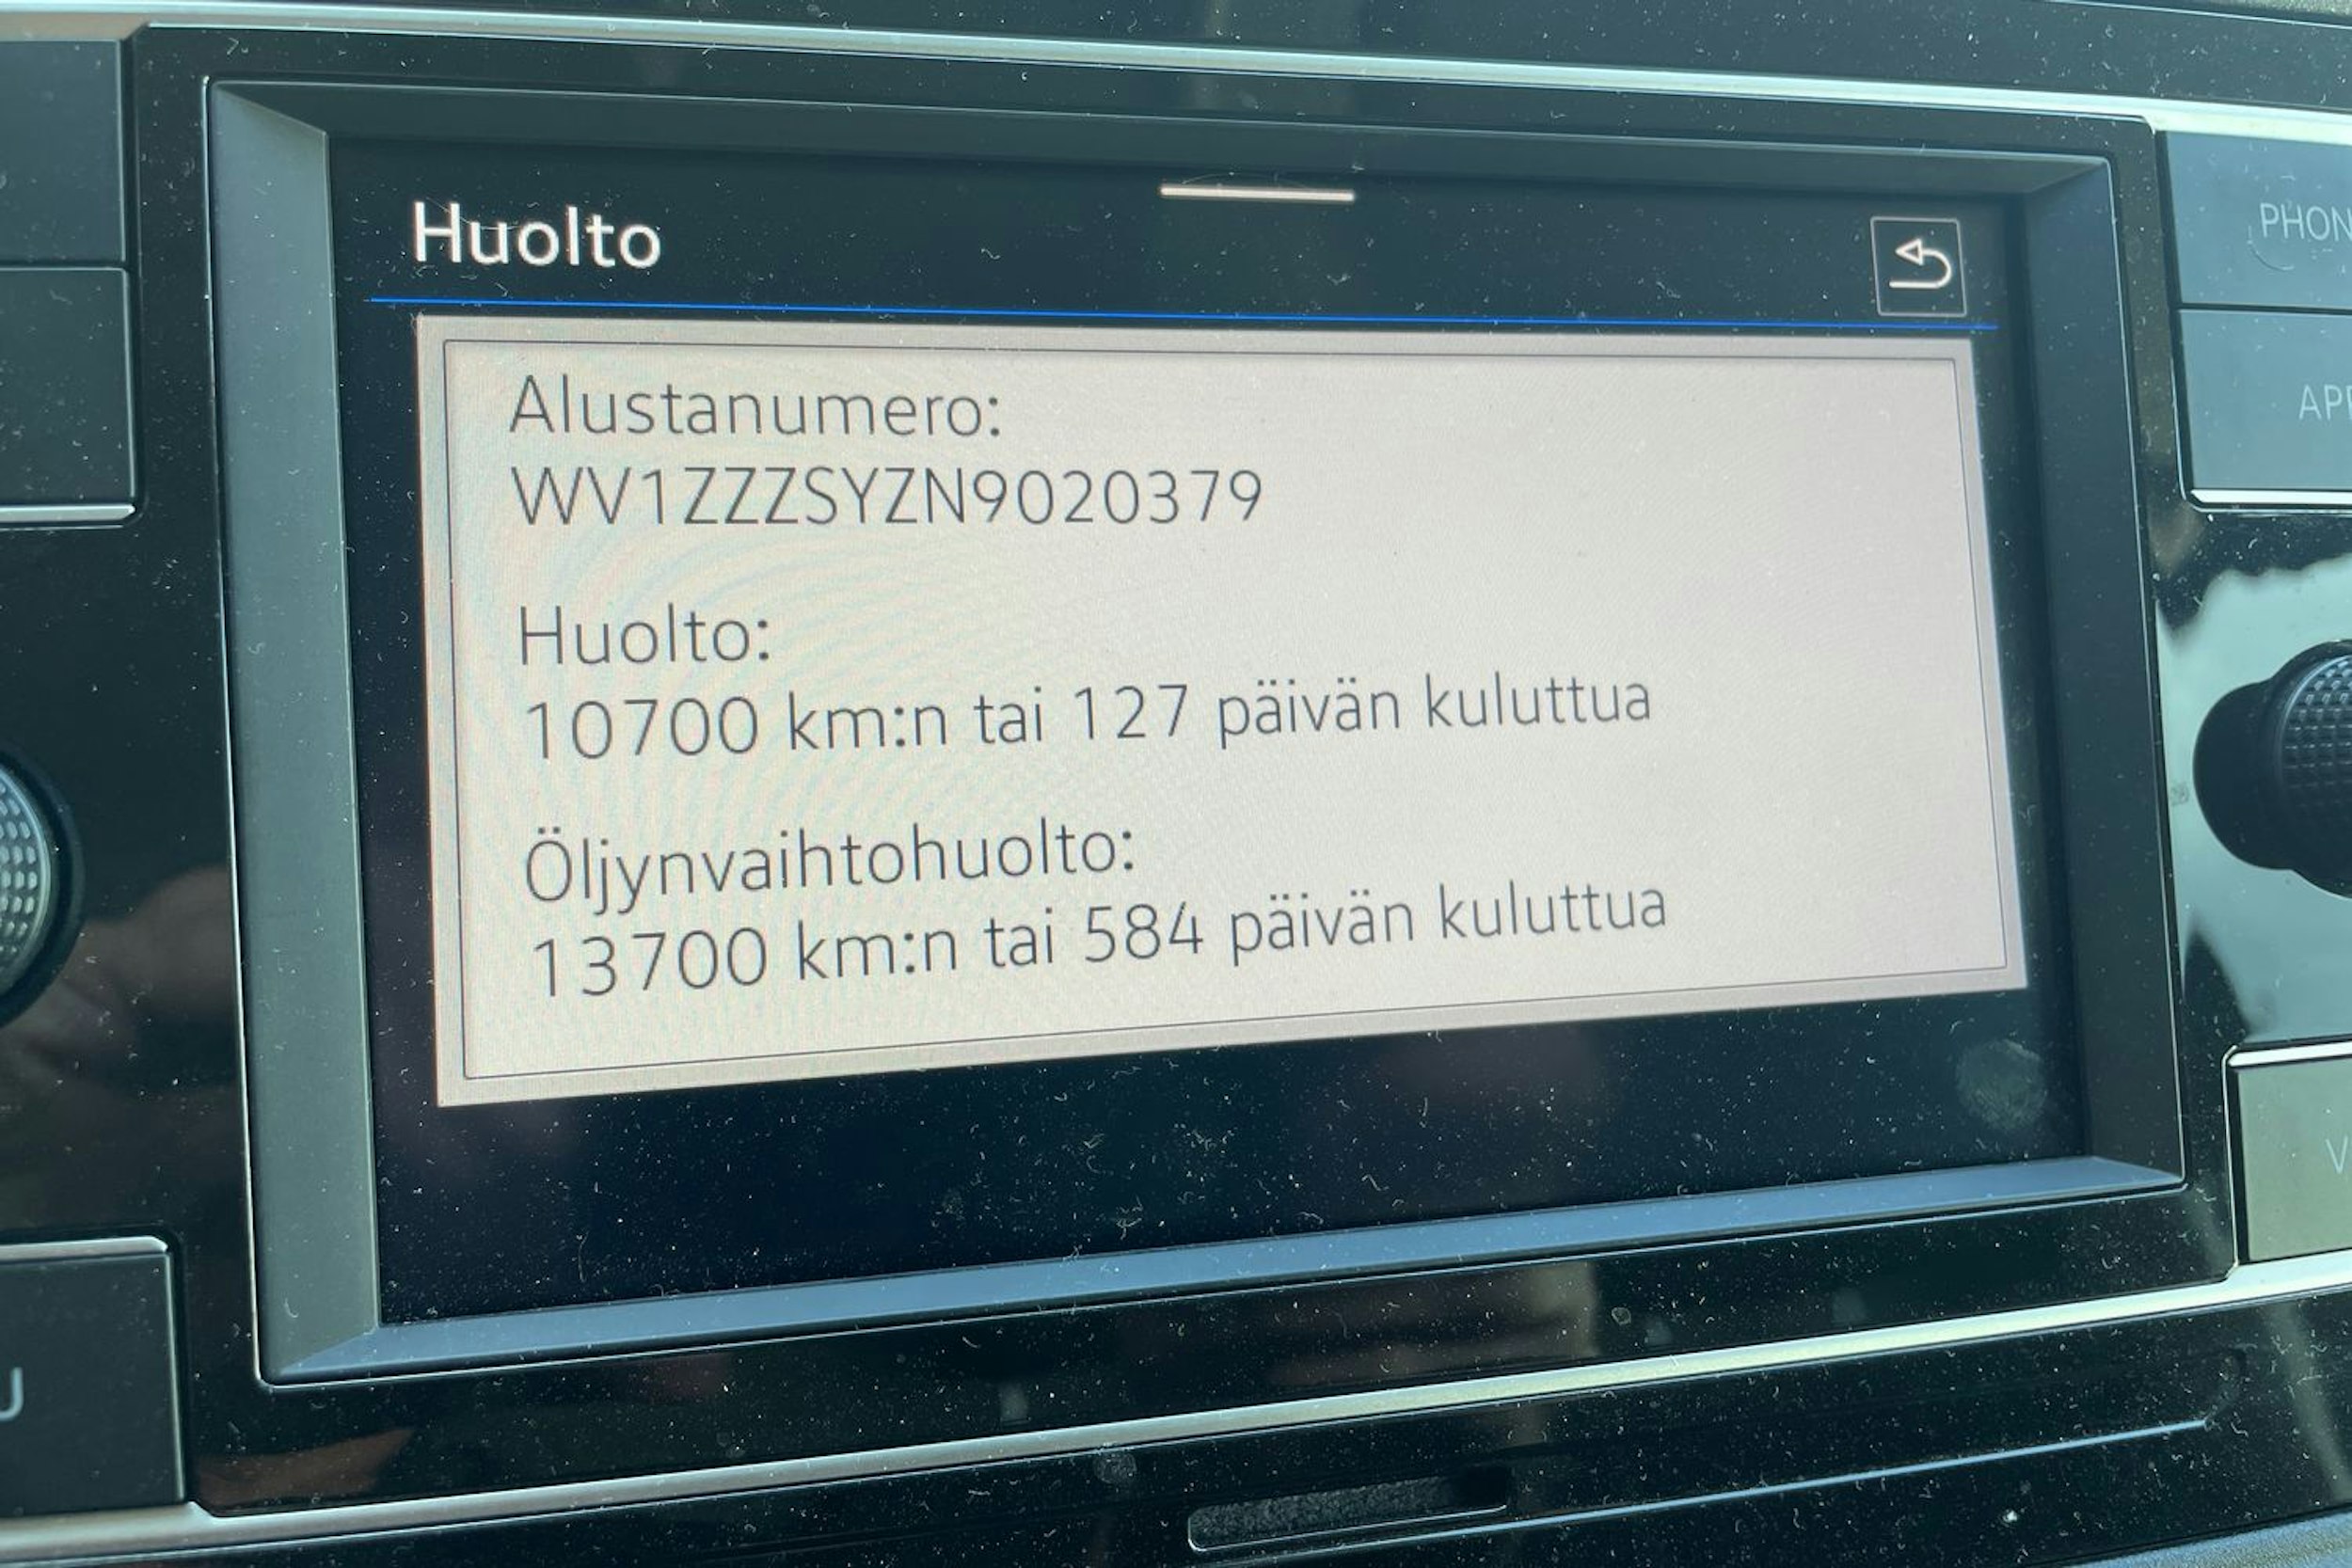 Huolto
Alustanumero:
WV1ZZZSYZN9020379
Huolto:
10700 km:n tai 127 päivän kuluttua
Öljynvaihtohuolto:
13700 km:n tai 584 päivän kuluttua